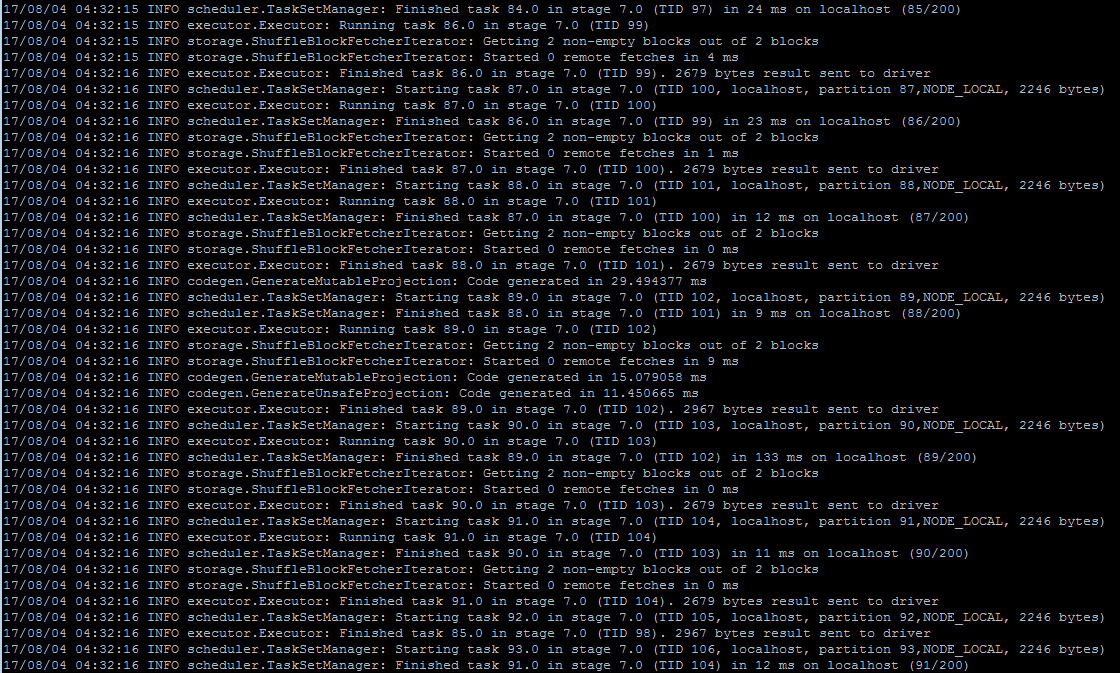 17/08/04 04:32:15 INFO scheduler.TaskSetManager: Finished task 84.0 in stage 7.0 (TID 97) in 24 ms on localhost (85/200)
17/08/04 04:32:15 INFO executor.Executor: Running task 86.0 in stage 7.0 (TID 99)
17/08/04 04:32:15 INFO storage.ShuffleBlockFetcherIterator: Getting 2 non-empty blocks out of 2 blocks
17/08/04 04:32:15 INFO storage.ShuffleBlockFetcherIterator: Started 0 remote fetches in 4 ms
17/08/04 04:32:16 INFO executor.Executor: Finished task 86.0 in stage 7.0 (TID 99). 2679 bytes result sent to driver
17/08/04 04:32:16 INFO scheduler.TaskSetManager: Starting task 87.0 in stage 7.0 (TID 100, localhost, partition 87,NODE_LOCAL, 2246 bytes)
17/08/04 04:32:16 INFO executor.Executor: Running task 87.0 in stage 7.0 (TID 100)
17/08/04 04:32:16 INFO scheduler.TaskSetManager: Finished task 86.0 in stage 7.0 (TID 99) in 23 ms on localhost (86/200)
17/08/04 04:32:16 INFO storage.ShuffleBlockFetcherIterator: Getting 2 non-empty blocks out of 2 blocks
17/08/04 04:32:16 INFO storage.ShuffleBlockFetcherIterator: Started 0 remote fetches in 1 ms
17/08/04 04:32:16 INFO executor.Executor: Finished task 87.0 in stage 7.0 (TID 100). 2679 bytes result sent to driver
17/08/04 04:32:16 INFO scheduler.TaskSetManager: Starting task 88.0 in stage 7.0 (TID 101, localhost, partition 88,NODE_LOCAL, 2246 bytes)
17/08/04 04:32:16 INFO executor.Executor: Running task 88.0 in stage 7.0 (TID 101)
17/08/04 04:32:16 INFO scheduler.TaskSetManager: Finished task 87.0 in stage 7.0 (TID 100) in 12 ms on localhost (87/200)
17/08/04 04:32:16 INFO storage.ShuffleBlockFetcherIterator: Getting 2 non-empty blocks out of 2 blocks
17/08/04 04:32:16 INFO storage.ShuffleBlockFetcherIterator: Started 0 remote fetches in 0 ms
17/08/04 04:32:16 INFO executor.Executor: Finished task 88.0 in stage 7.0 (TID 101). 2679 bytes result sent to driver
17/08/04 04:32:16 INFO codegen.GenerateMutableProjection: Code generated in 29.494377 ms
17/08/04 04:32:16 INFO scheduler.TaskSetManager: Starting task 89.0 in stage 7.0 (TID 102, localhost, partition 89,NODE_LOCAL, 2246 bytes)
17/08/04 04:32:16 INFO scheduler.TaskSetManager: Finished task 88.0 in stage 7.0 (TID 101) in 9 ms on localhost (88/200)
17/08/04 04:32:16 INFO executor.Executor: Running task 89.0 in stage 7.0 (TID 102)
17/08/04 04:32:16 INFO storage.ShuffleBlockFetcherIterator: Getting 2 non-empty blocks out of 2 blocks
17/08/04 04:32:16 INFO storage.ShuffleBlockFetcherIterator: Started 0 remote fetches in 9 ms
17/08/04 04:32:16 INFO codegen.GenerateMutableProjection: Code generated in 15.079058 ms
17/08/04 04:32:16 INFO codegen.GenerateUnsafeProjection: Code generated in 11.450665 ms
17/08/04 04:32:16 INFO executor.Executor: Finished task 89.0 in stage 7.0 (TID 102). 2967 bytes result sent to driver
17/08/04 04:32:16 INFO scheduler.TaskSetManager: Starting task 90.0 in stage 7.0 (TID 103, localhost, partition 90,NODE_LOCAL, 2246 bytes)
17/08/04 04:32:16 INFO executor.Executor: Running task 90.0 in stage 7.0 (TID 103)
17/08/04 04:32:16 INFO scheduler.TaskSetManager: Finished task 89.0 in stage 7.0 (TID 102) in 133 ms on localhost (89/200)
17/08/04 04:32:16 INFO storage.ShuffleBlockFetcherIterator: Getting 2 non-empty blocks out of 2 blocks
17/08/04 04:32:16 INFO storage.ShuffleBlockFetcherIterator: Started 0 remote fetches in 0 ms
17/08/04 04:32:16 INFO executor.Executor: Finished task 90.0 in stage 7.0 (TID 103). 2679 bytes result sent to driver
17/08/04 04:32:16 INFO scheduler.TaskSetManager: Starting task 91.0 in stage 7.0 (TID 104, localhost, partition 91,NODE_LOCAL, 2246 bytes)
17/08/04 04:32:16 INFO executor.Executor: Running task 91.0 in stage 7.0 (TID 104)
17/08/04 04:32:16 INFO scheduler.TaskSetManager: Finished task 90.0 in stage 7.0 (TID 103) in 11 ms on localhost (90/200)
17/08/04 04:32:16 INFO storage.ShuffleBlockFetcherIterator: Getting 2 non-empty blocks out of 2 blocks
17/08/04 04:32:16 INFO storage.ShuffleBlockFetcherIterator: Started 0 remote fetches in 0 ms
17/08/04 04:32:16 INFO executor.Executor: Finished task 91.0 in stage 7.0 (TID 104). 2679 bytes result sent to driver
17/08/04 04:32:16 INFO scheduler.TaskSetManager: Starting task 92.0 in stage 7.0 (TID 105, localhost, partition 92,NODE_LOCAL, 2246 bytes)
17/08/04 04:32:16 INFO executor.Executor: Finished task 85.0 in stage 7.0 (TID 98). 2967 bytes result sent to driver
17/08/04 04:32:16 INFO scheduler.TaskSetManager: Starting task 93.0 in stage 7.0 (TID 106, localhost, partition 93,NODE_LOCAL, 2246 bytes)
17/08/04 04:32:16 INFO scheduler.TaskSetManager: Finished task 91.0 in stage 7.0 (TID 104) in 12 ms on localhost (91/200)